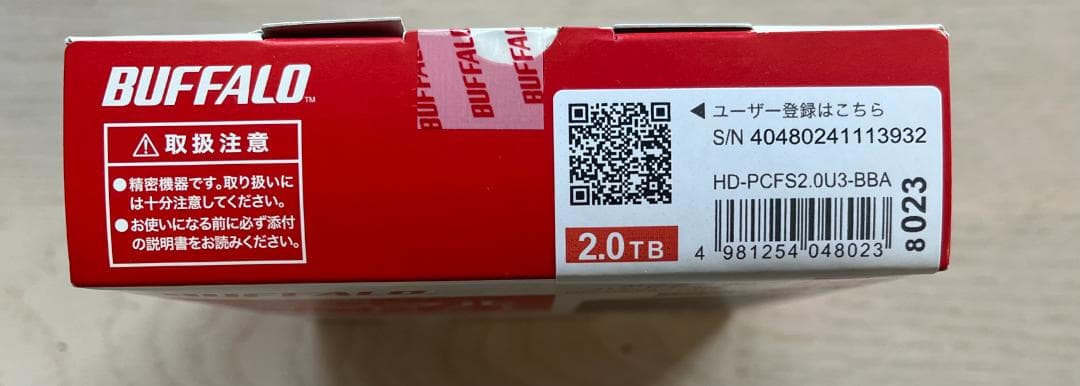 BUFFALO™
BUFFALO
BUFFALO
BUFFALO
⚠取扱注意
●精密機器です。取り扱いに
は十分注意してください。
●お使いになる前に必ず添付
の説明書をお読みください。
◀ユーザー登録はこちら
S/N 40480241113932
HD-PCFS2.0U3-BBA
2.0TB
4 981254 048023
8023
BUFFALO